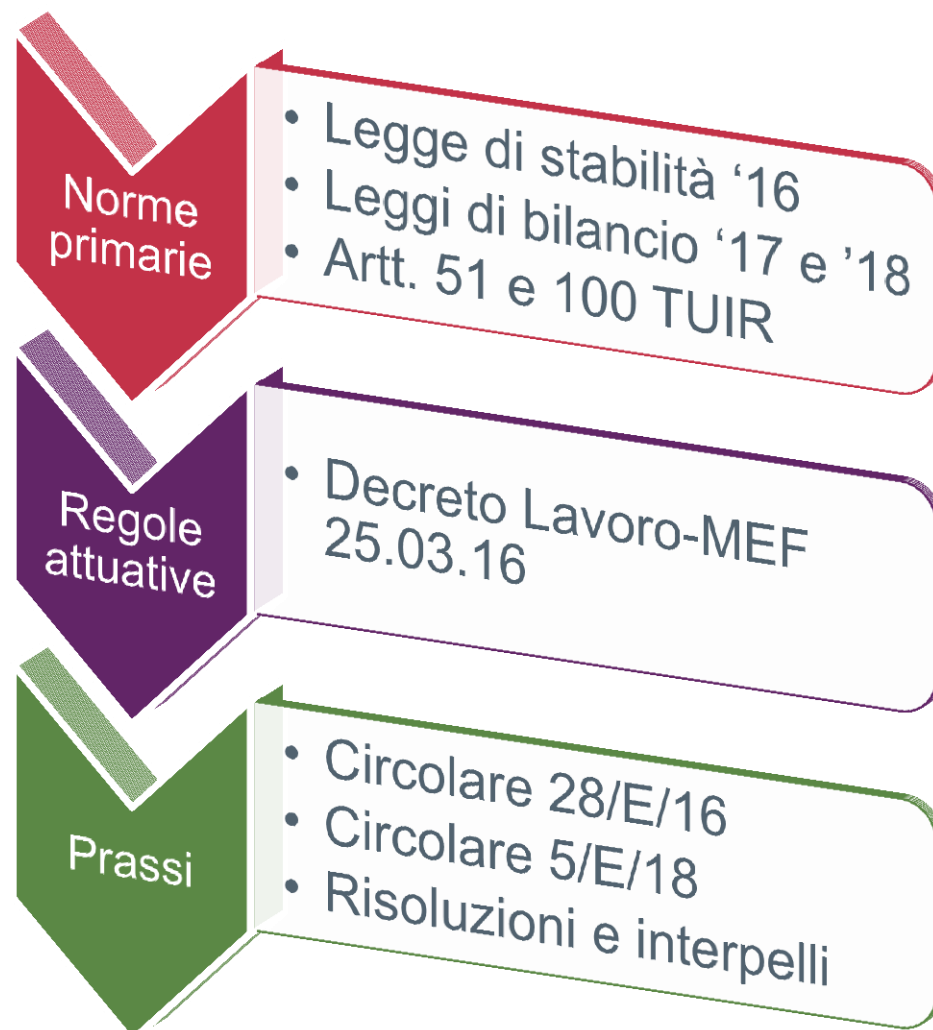 Norme
primarie
• Legge di stabilità ‘16
• Leggi di bilancio ‘17 e ’18
• Artt. 51 e 100 TUIR
Regole
attuative
• Decreto Lavoro-MEF
25.03.16
Prassi
• Circolare 28/E/16
• Circolare 5/E/18
• Risoluzioni e interpelli